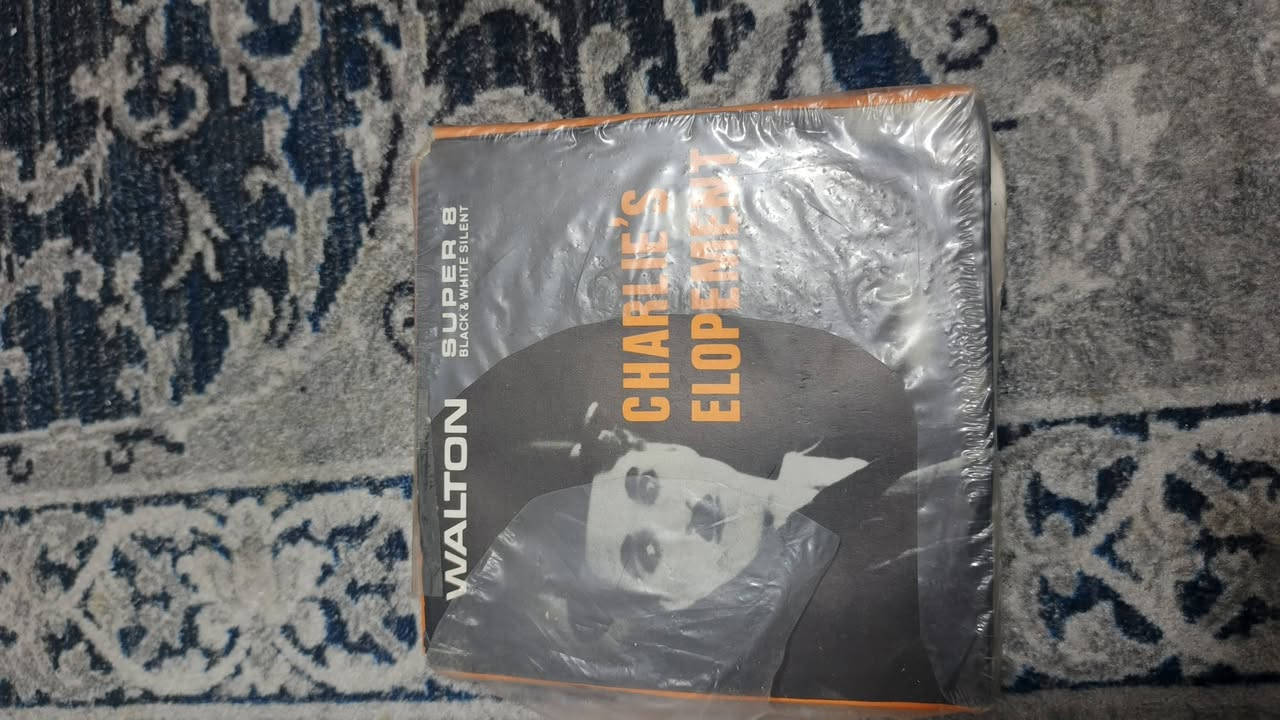 WALTON SUPER 8
BLACK & WHITE SILENT
CHARLIE'S
ELOPEMENT